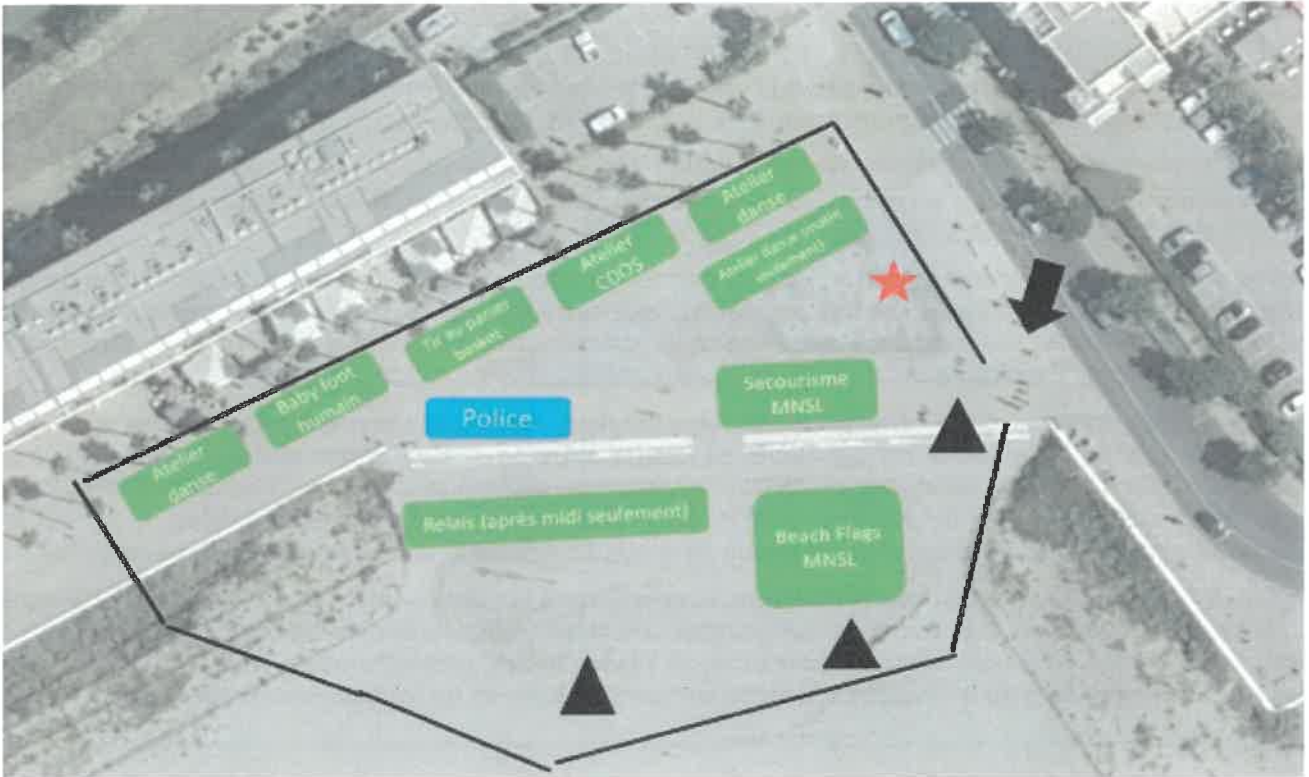 Atelier
danse
Atelier danse (matin
seulement)
Atelier
CDOS
Tir au panier
basket
Baby foot
humain
Atelier
danse
Police
Secourisme
MNSL
Relais (après midi seulement)
Beach Flags
MNSL